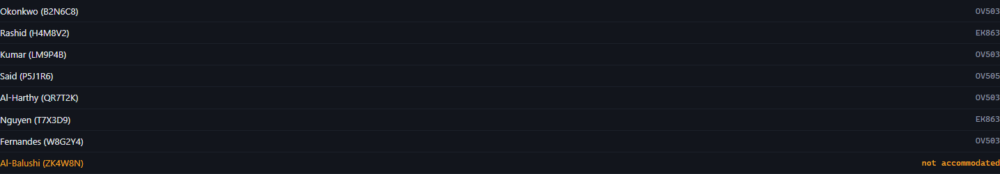 Okonkwo (B2N6C8) OV503
Rashid (H4M8V2) EK863
Kumar (LM9P4B) OV503
Said (P5J1R6) OV505
Al-Harthy (QR7T2K) OV503
Nguyen (T7X3D9) EK863
Fernandes (W8G2Y4) OV503
Al-Balushi (ZK4W8N) not accommodated